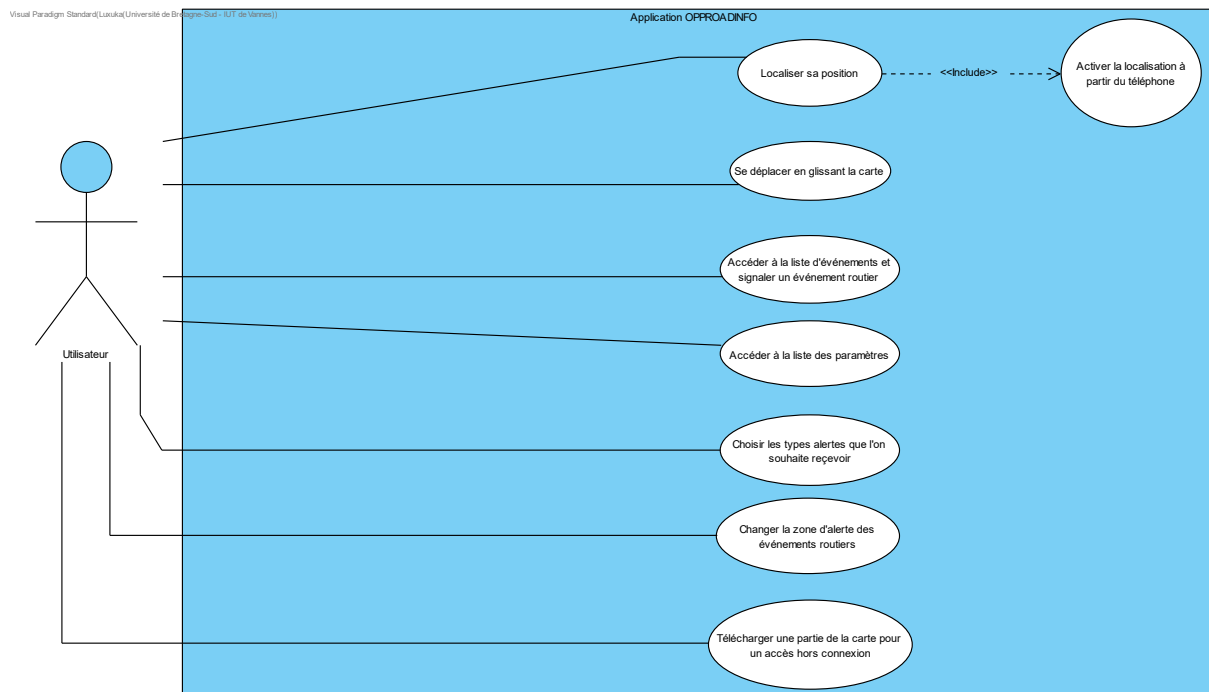 Visual Paradigm Standard(Luxuka(Université de Bretagne-Sud - IUT de Vannes))
Application OPPROADINFO
Localiser sa position
<<Include>>
Activer la localisation à
partir du téléphone
Se déplacer en glissant la carte
Accéder à la liste d'événements et
signaler un événement routier
Utilisateur
Accéder à la liste des paramètres
Choisir les types alertes que l'on
souhaite reçevoir
Changer la zone d'alerte des
événements routiers
Télécharger une partie de la carte pour
un accès hors connexion